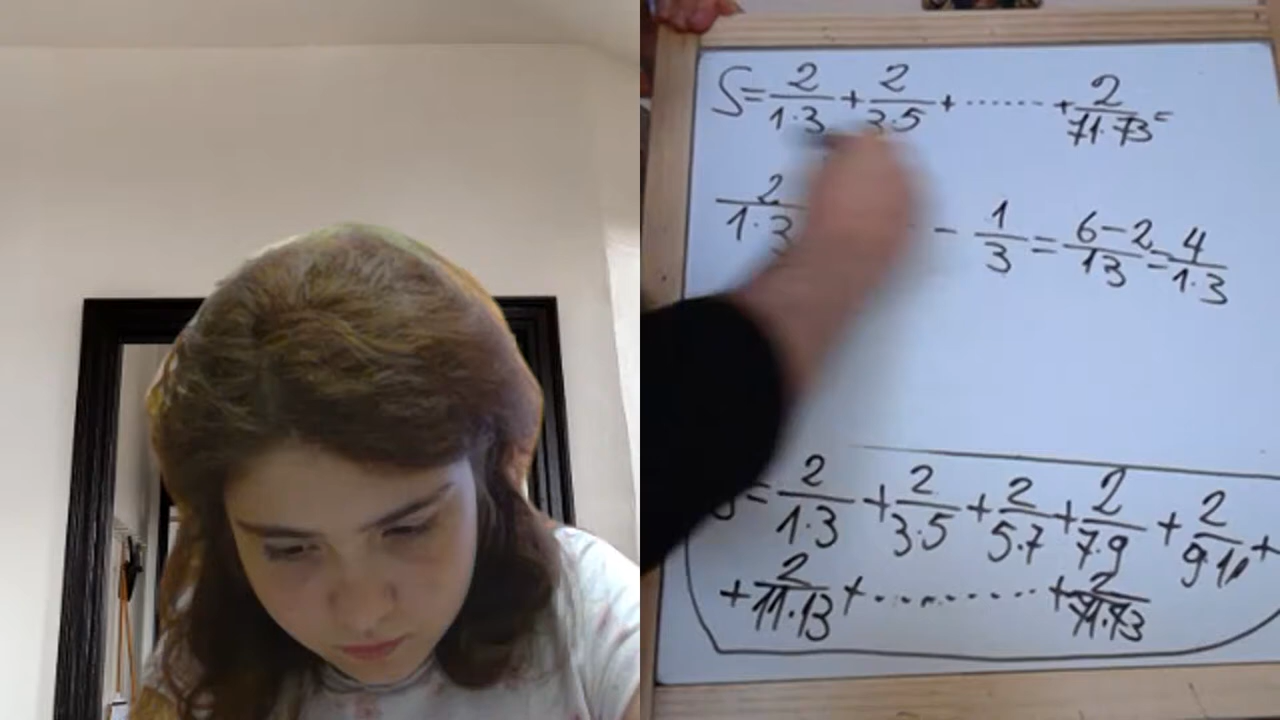 S = 2/1·3 + 2/3·5 + ...... + 2/71·73 =
2/1·3 - 1/3 = 6-2/13 = 4/1·3
= 2/1·3 + 2/3·5 + 2/5·7 + 2/7·9 + 2/9·11 +
+ 2/11·13 + .......... + 2/71·73